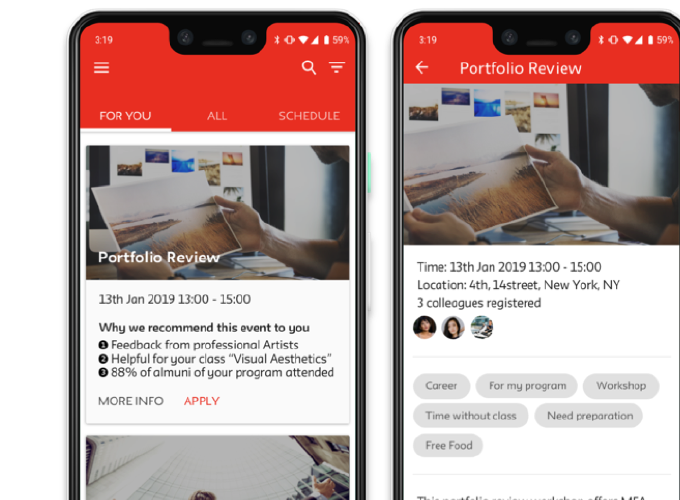 3:19
59%
FOR YOU
ALL
SCHEDULE
Portfolio Review
13th Jan 2019 13:00 - 15:00
Why we recommend this event to you
1 Feedback from professional Artists
2 Helpful for your class “Visual Aesthetics”
3 88% of almuni of your program attended
MORE INFO APPLY
3:19
59%
Portfolio Review
Time: 13th Jan 2019 13:00 - 15:00
Location: 4th, 14street, New York, NY
3 colleagues registered
Career
For my program
Workshop
Time without class
Need preparation
Free Food
This portfolio review workshop offers MFA